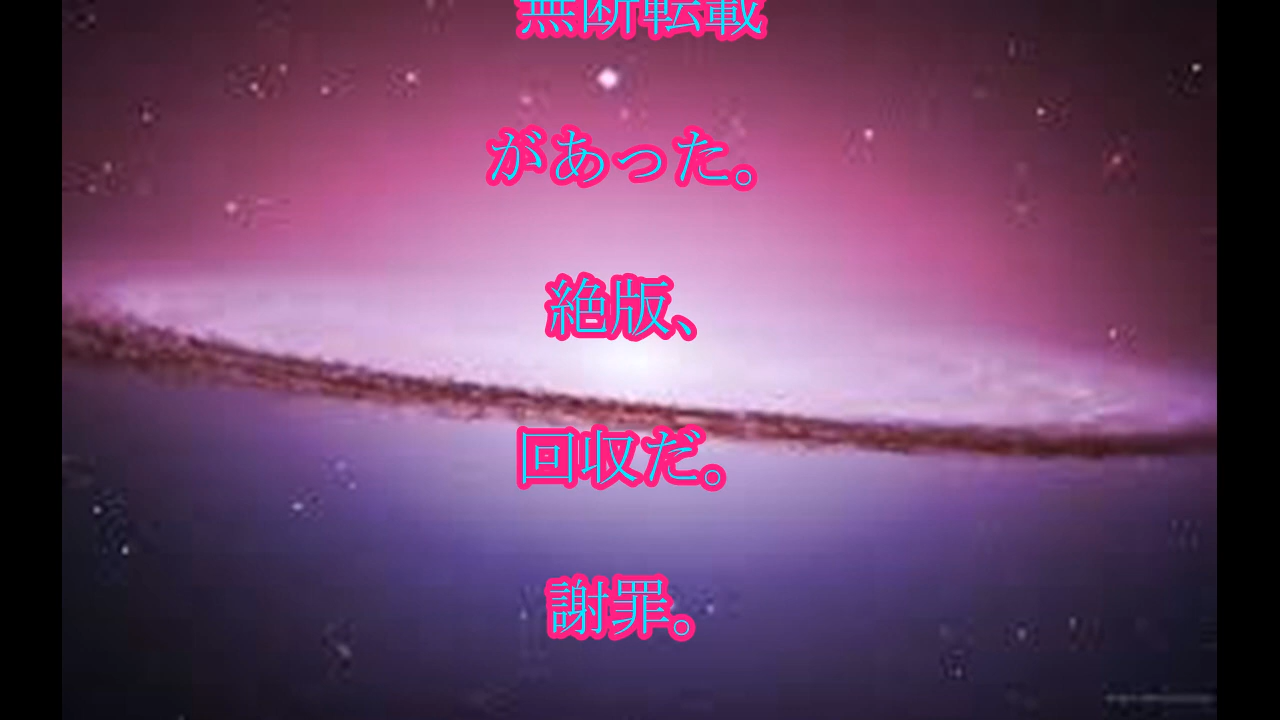 無断転載
があった。
絶版、
回収だ。
謝罪。